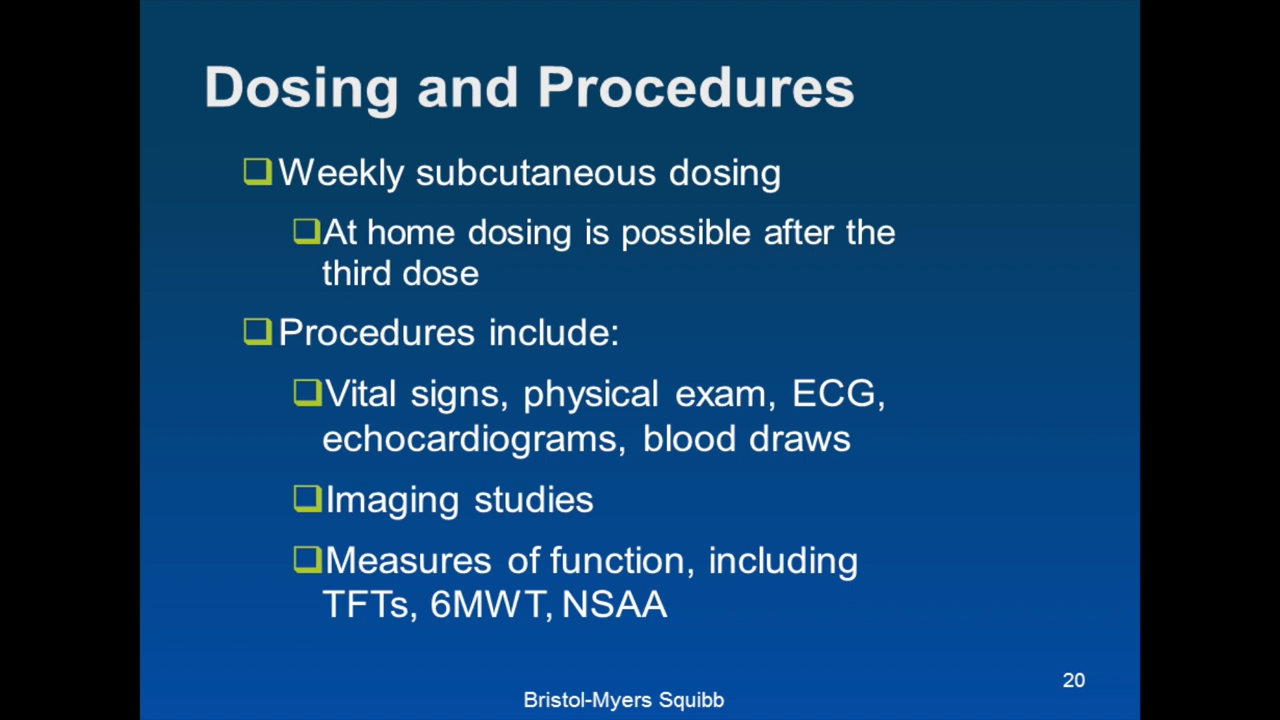 Dosing and Procedures
Weekly subcutaneous dosing
At home dosing is possible after the
third dose
Procedures include:
Vital signs, physical exam, ECG,
echocardiograms, blood draws
Imaging studies
Measures of function, including
TFTs, 6MWT, NSAA
20
Bristol-Myers Squibb